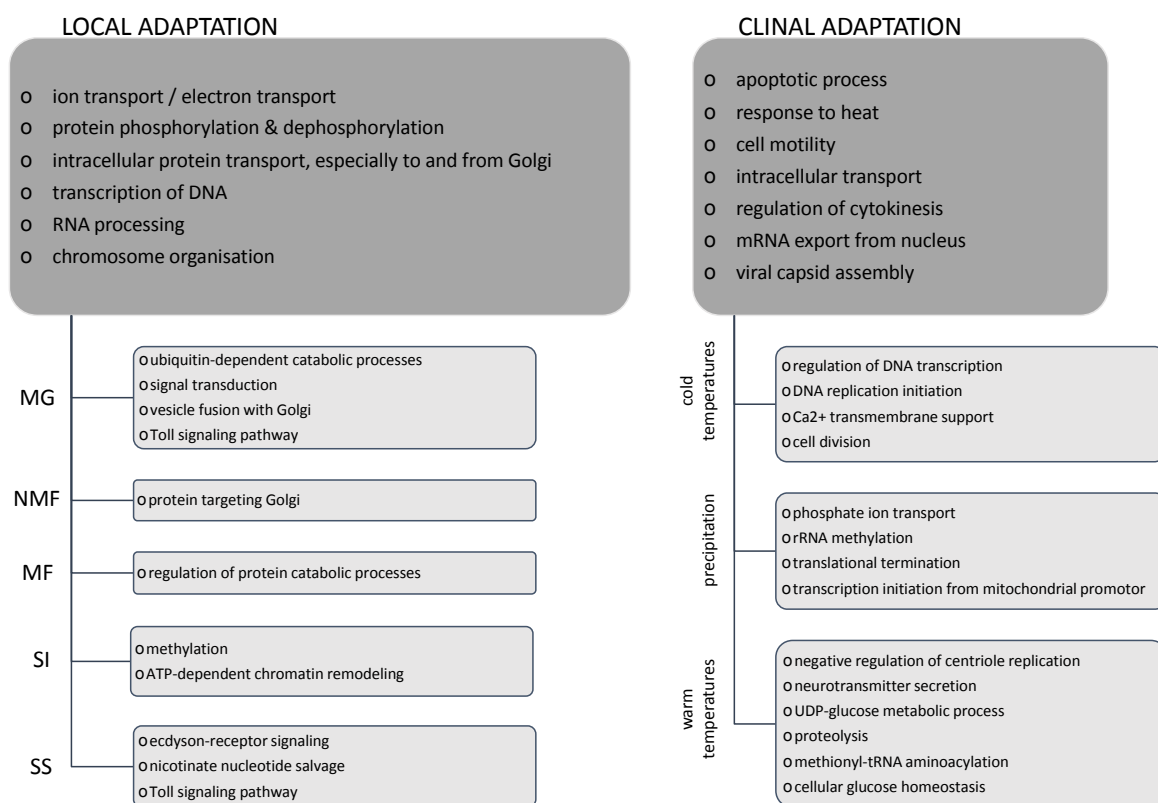 LOCAL ADAPTATION
o ion transport / electron transport
o protein phosphorylation & dephosphorylation
o intracellular protein transport, especially to and from Golgi
o transcription of DNA
o RNA processing
o chromosome organisation
MG
o ubiquitin-dependent catabolic processes
o signal transduction
o vesicle fusion with Golgi
o Toll signaling pathway
NMF
o protein targeting Golgi
MF
o regulation of protein catabolic processes
SI
o methylation
o ATP-dependent chromatin remodeling
SS
o ecdyson-receptor signaling
o nicotinate nucleotide salvage
o Toll signaling pathway
CLINAL ADAPTATION
o apoptotic process
o response to heat
o cell motility
o intracellular transport
o regulation of cytokinesis
o mRNA export from nucleus
o viral capsid assembly
cold
temperatures
o regulation of DNA transcription
o DNA replication initiation
o Ca2+ transmembrane support
o cell division
precipitation
o phosphate ion transport
o rRNA methylation
o translational termination
o transcription initiation from mitochondrial promotor
warm
temperatures
o negative regulation of centriole replication
o neurotransmitter secretion
o UDP-glucose metabolic process
o proteolysis
o methionyl-tRNA aminoacylation
o cellular glucose homeostasis